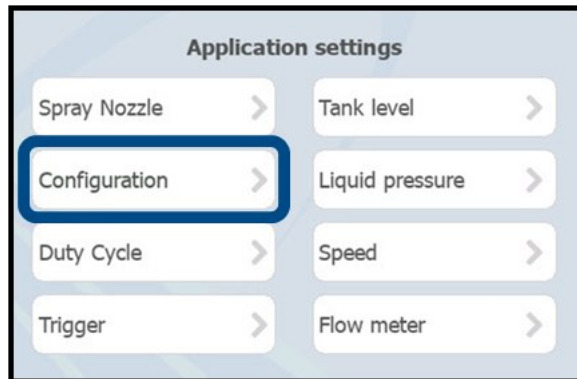 Application settings
Spray Nozzle
Tank level
Configuration
Liquid pressure
Duty Cycle
Speed
Trigger
Flow meter